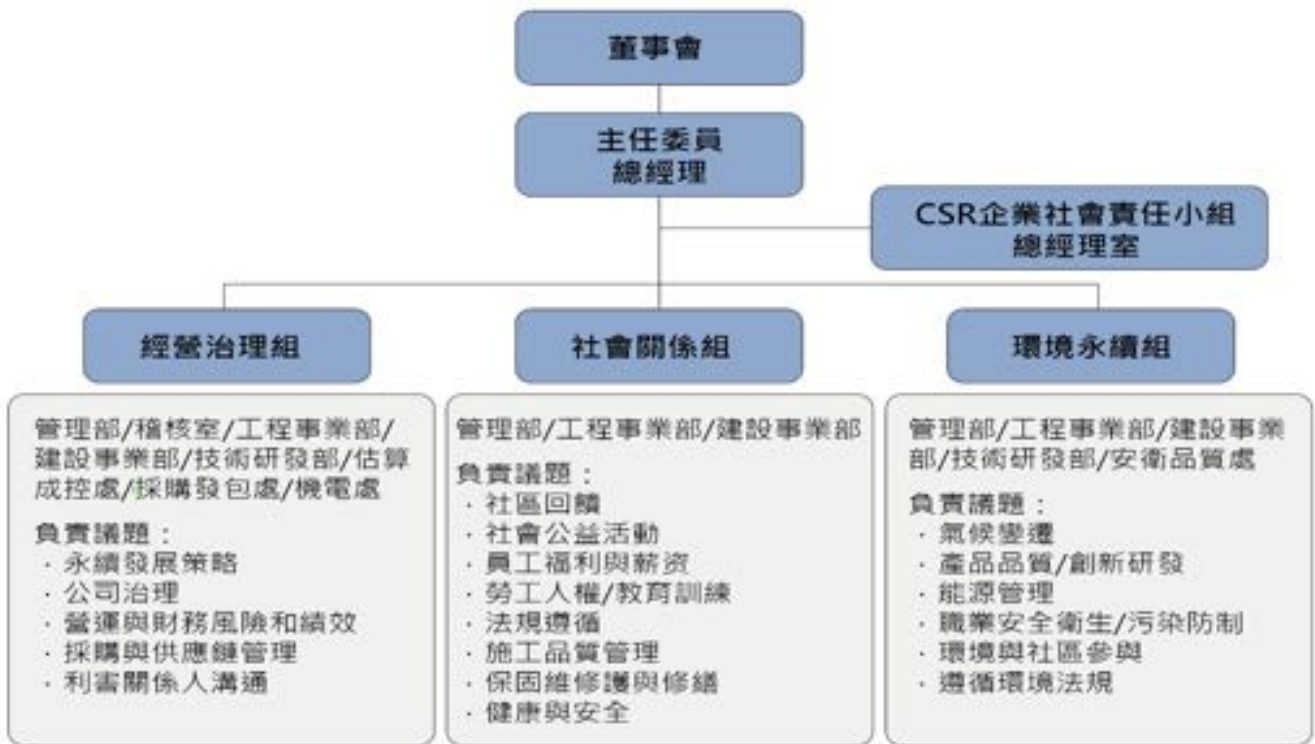 董事會
主任委員
總經理
CSR企業社會責任小組
總經理室
經營治理組
管理部/稽核室/工程事業部/
建設事業部/技術研發部/估算
成控處/採購發包處/機電處
負責議題：
· 永續發展策略
· 公司治理
· 營運與財務風險和績效
· 採購與供應鏈管理
· 利害關係人溝通
社會關係組
管理部/工程事業部/建設事業部
負責議題：
· 社區回饋
· 社會公益活動
· 員工福利與薪资
· 勞工人權/教育訓練
· 法規遵循
· 施工品質管理
· 保固維修護與修繕
· 健康與安全
環境永續組
管理部/工程事業部/建設事業
部/技術研發部/安衛品質處
負責議題：
· 氣候變遷
· 產品品質/創新研發
· 能源管理
· 職業安全衛生/污染防制
· 環境與社區參與
· 遵循環境法規